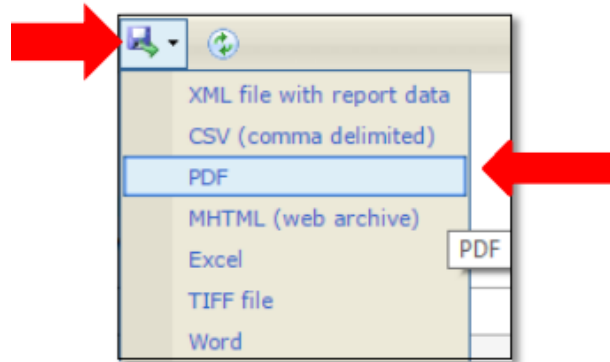 XML file with report data
CSV (comma delimited)
PDF
MHTML (web archive)
PDF
Excel
TIFF file
Word